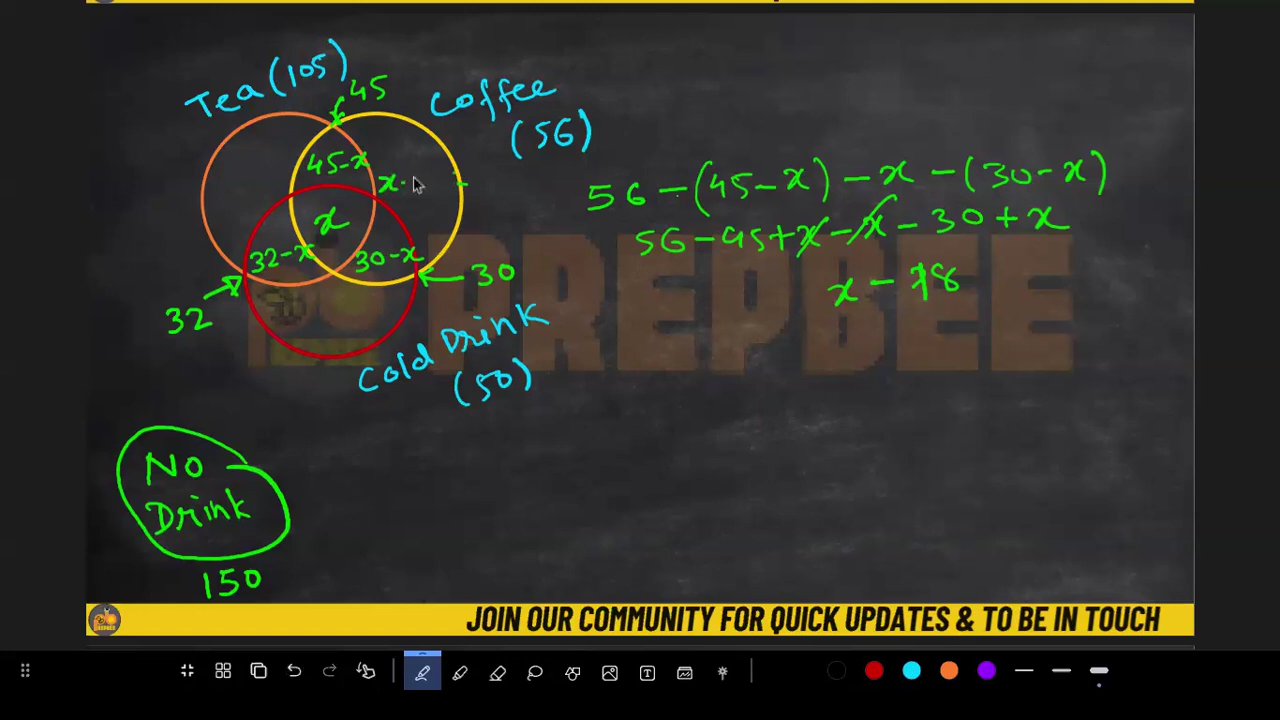 Tea (105)
45
Coffee
(56)
45-x
x-
x
32-x
30-x
32
30
Cold Drink
(50)
56-(45-x)-x-(30-x)
56-45+x-x-30+x
x-18
PREPBEE
No
Drink
150
JOIN OUR COMMUNITY FOR QUICK UPDATES & TO BE IN TOUCH